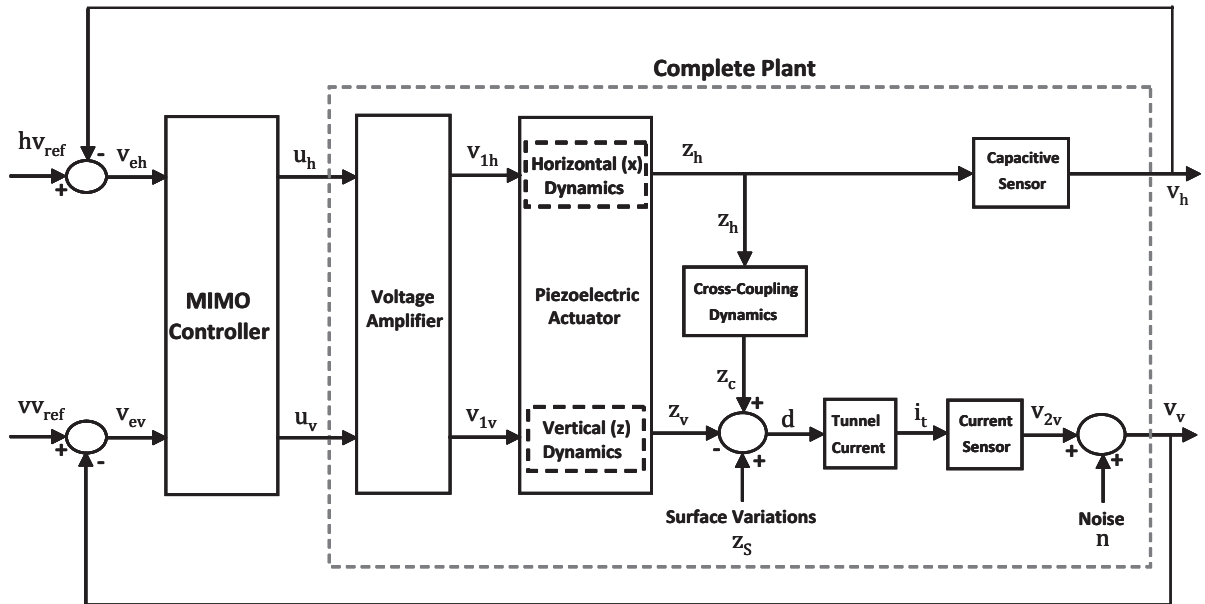 Complete Plant
hv_ref
+
-
v_eh
u_h
v_1h
Horizontal (x)
Dynamics
z_h
Capacitive
Sensor
v_h
z_h
MIMO
Controller
Voltage
Amplifier
Piezoelectric
Actuator
Cross-Coupling
Dynamics
z_c
vv_ref
+
-
v_ev
u_v
v_1v
Vertical (z)
Dynamics
z_v
+
-
+
d
Tunnel
Current
i_t
Current
Sensor
v_2v
+
+
v_v
Surface Variations
z_S
Noise
n